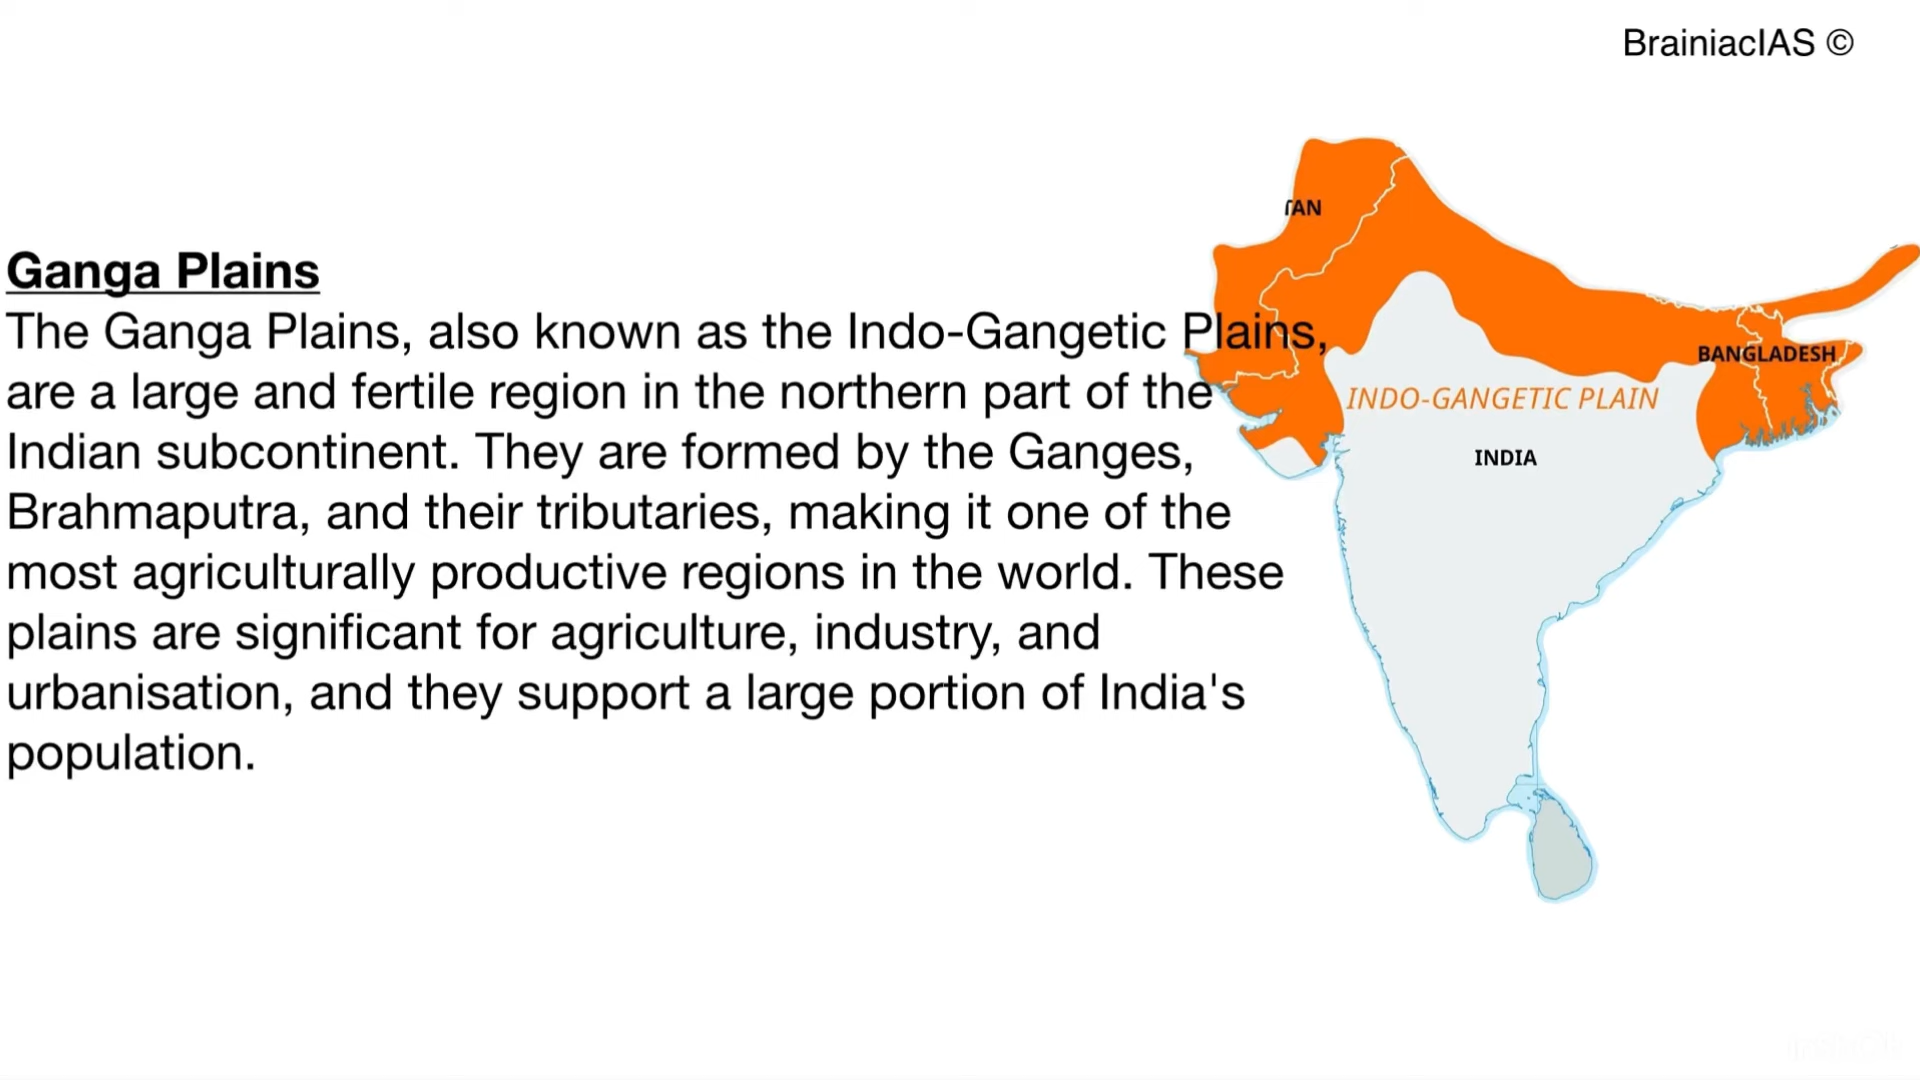 BrainiacIAS ©
Ganga Plains
The Ganga Plains, also known as the Indo-Gangetic Plains,
are a large and fertile region in the northern part of the
Indian subcontinent. They are formed by the Ganges,
Brahmaputra, and their tributaries, making it one of the
most agriculturally productive regions in the world. These
plains are significant for agriculture, industry, and
urbanisation, and they support a large portion of India's
population.
TAN
BANGLADESH
INDO-GANGETIC PLAIN
INDIA